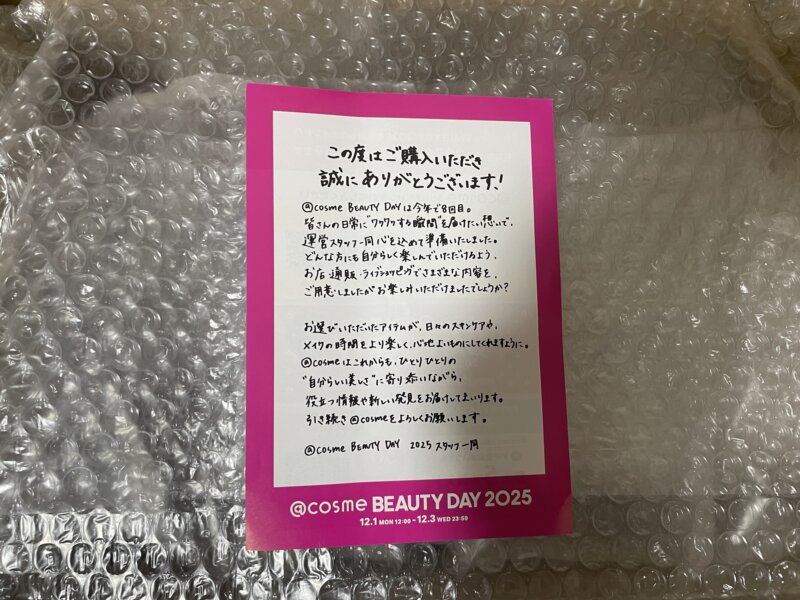 この度はご購入いただき
誠にありがとうございます!
@cosme BEAUTY DAYは今年で8回目。
皆さんの日常に"ワクワクする瞬間"を届けたい想いで、
運営スタッフ一同心を込めて準備いたしました。
どんな方にも自分らしく楽しんでいただけるよう、
お店・通販・ライブショッピングでさまざまな内容を、
ご用意しましたがお楽しみいただけましたでしょうか?
お選びいただいたアイテムが、日々のスキンケアや、
メイクの時間をより楽しく、心地よいものにしてくれますように。
@cosmeはこれからも、ひとりひとりの
"自分らしい美しさ"に寄り添いながら、
役立つ情報や新しい発見をお届けしてまいります。
引き続き@cosmeをよろしくお願いします。
@cosme BEAUTY DAY 2025 スタッフ一同
@cosme BEAUTY DAY 2025
12.1 MON 12:00 - 12.3 WED 23:59